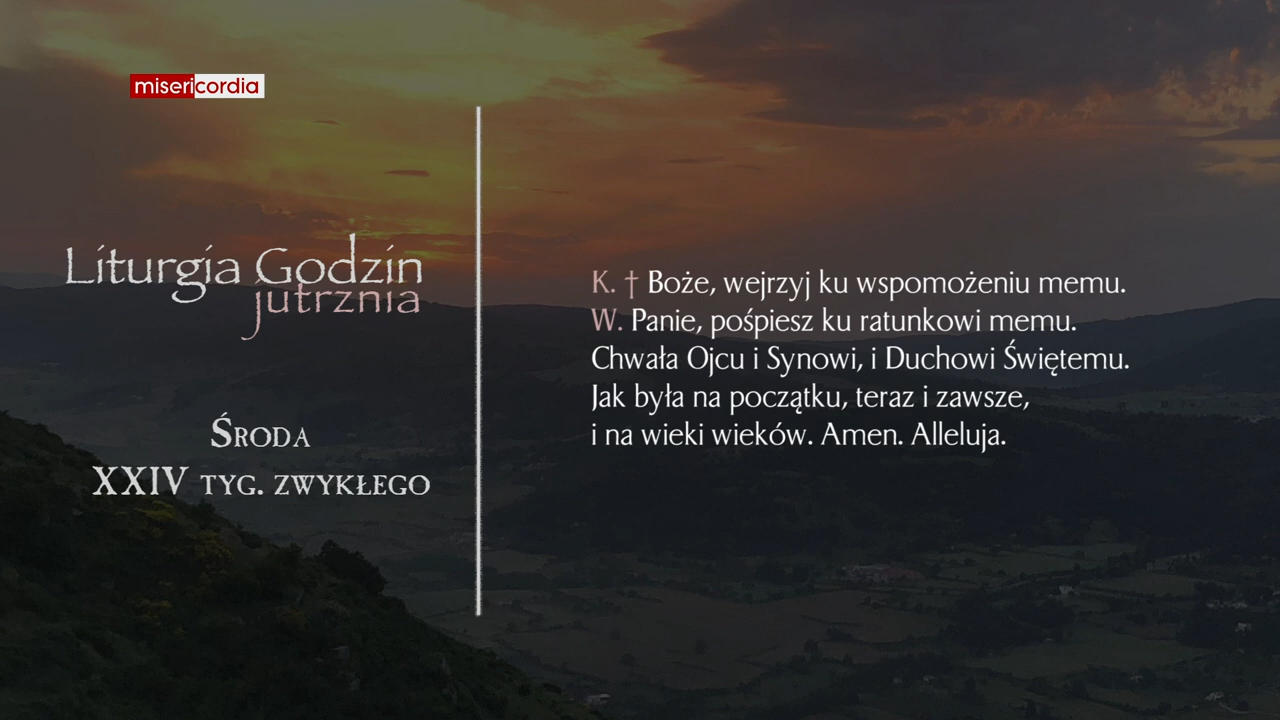 misericordia
Liturgia Godzin
jutrznia
Środa
XXIV tyg. zwykłego
K. † Boże, wejrzyj ku wspomożeniu memu.
W. Panie, pośpiesz ku ratunkowi memu.
Chwała Ojcu i Synowi, i Duchowi Świętemu.
Jak była na początku, teraz i zawsze,
i na wieki wieków. Amen. Alleluja.